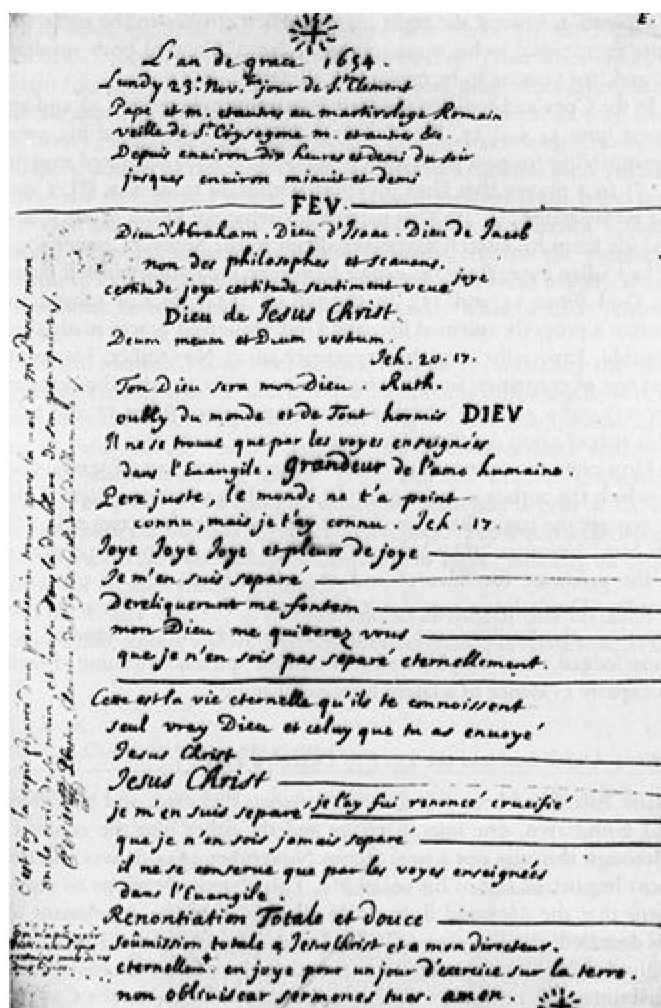 L'an de grace 1654.
Lundy 23e Nov.bre jour de St Clement
Pape et m. et autres au martirologe Romain
veille de St Crysogone m. et autres &c
Depuis environ dix heures et demi du soir
jusques environ minuit et demi
FEV.
Dieu d'Abraham. Dieu d'Isaac. Dieu de Jacob
non des philosophes et scavans.
certitude joye certitude sentiment veue joye
Dieu de Jesus Christ.
Deum meum et Deum vestrum.
Joh. 20. 17.
Ton Dieu sera mon Dieu. Ruth.
oubly du monde et de Tout hormis DIEV
Il ne se trouve que par les voyes enseignées
dans l'Euangile. Grandeur de l'ame humaine.
Pere juste, le monde ne t'a point
connu, mais je t'ay connu. Joh. 17.
Joye Joye Joye et pleurs de joye
Je m'en suis separé
Dereliquerunt me fontem
mon Dieu me quitterez vous
que je n'en sois pas separé eternellement.
Cette est la vie eternelle qu'ils te connoissent
seul vray Dieu et celuy que tu as envoyé
Jesus Christ
Jesus Christ
je m'en suis separé je l'ay fui renoncé crucifié
que je n'en sois jamais separé
il ne se conserve que par les voyes enseignées
dans l'Euangile.
Renontiation Totale et douce
soumission totale a Jesus Christ et a mon directeur.
eternellemt en joye pour un jour d'exercice sur la terre.
non obliviscar sermones tuos. amen.